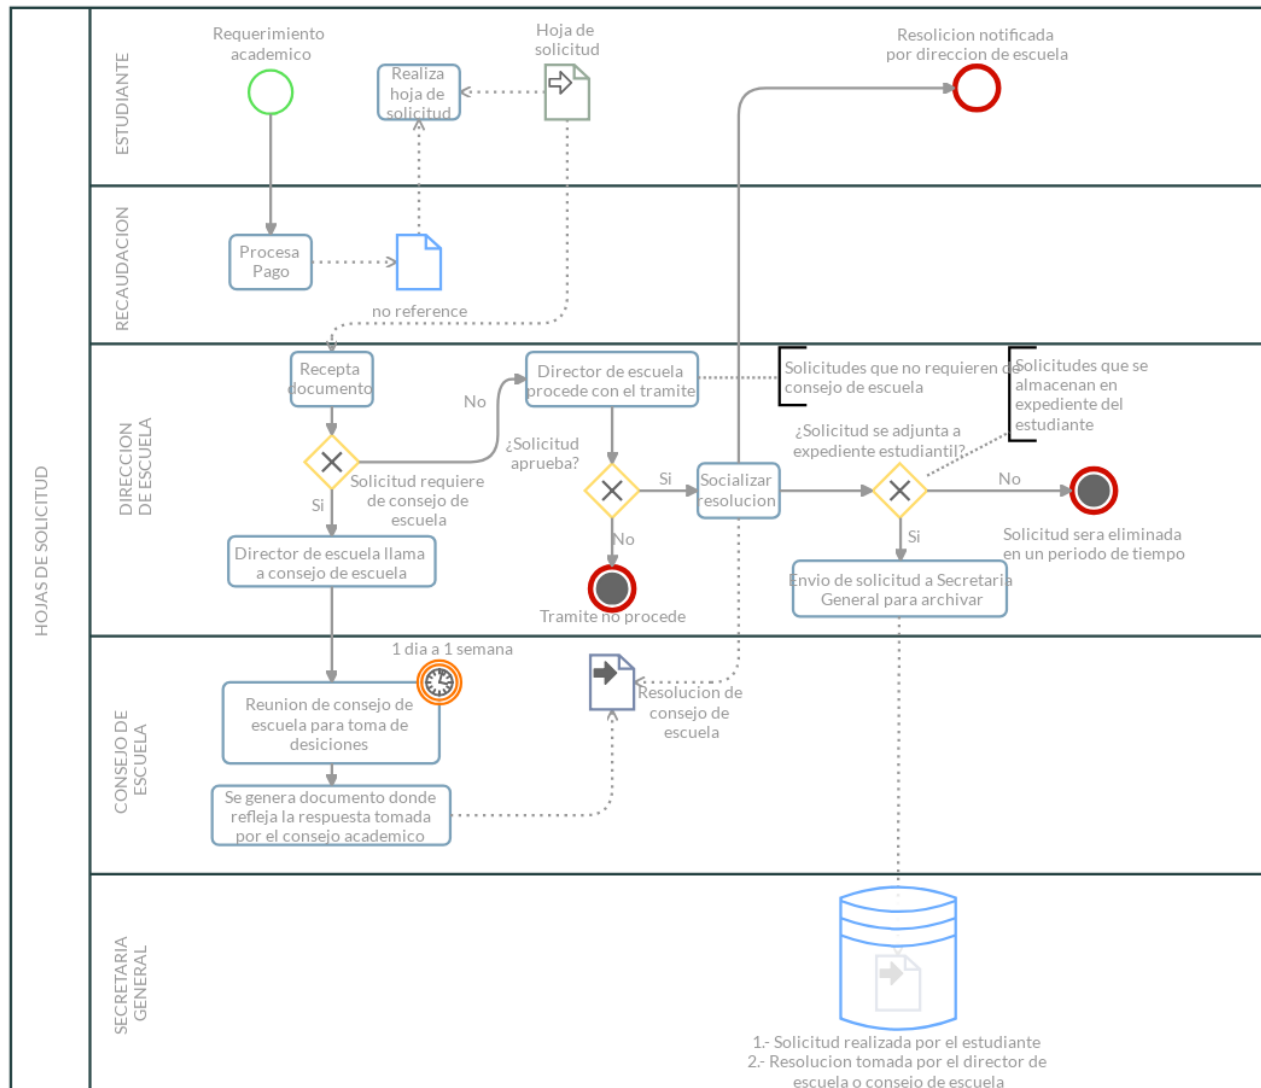 HOJAS DE SOLICITUD
ESTUDIANTE
Requerimiento
academico
Realiza
hoja de
solicitud
Hoja de
solicitud
Resolicion notificada
por direccion de escuela
RECAUDACION
Procesa
Pago
no reference
DIRECCION
DE ESCUELA
Recepta
documento
No
Director de escuela
procede con el tramite
Solicitudes que no requieren de
consejo de escuela
Solicitudes que se
almacenan en
expediente del
estudiante
Solicitud requiere
de consejo de
escuela
Si
¿Solicitud
aprueba?
Si
No
Tramite no procede
Socializar
resolucion
¿Solicitud se adjunta a
expediente estudiantil?
No
Solicitud sera eliminada
en un periodo de tiempo
Si
Envio de solicitud a Secretaria
General para archivar
Director de escuela llama
a consejo de escuela
CONSEJO DE
ESCUELA
1 dia a 1 semana
Reunion de consejo de
escuela para toma de
desiciones
Se genera documento donde
refleja la respuesta tomada
por el consejo academico
Resolucion de
consejo de
escuela
SECRETARIA
GENERAL
1.- Solicitud realizada por el estudiante
2.- Resolucion tomada por el director de
escuela o consejo de escuela